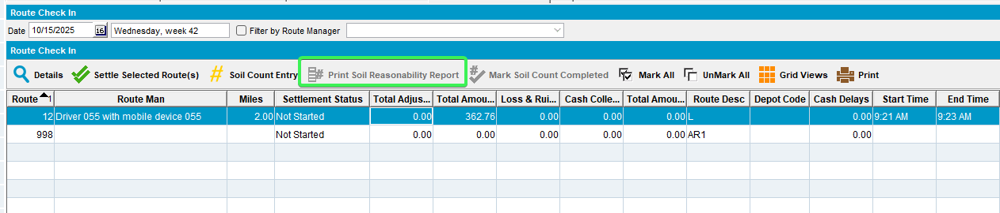 Route Check In
Date 10/15/2025 16 Wednesday, week 42 Filter by Route Manager
Route Check In
Details Settle Selected Route(s) # Soil Count Entry # Print Soil Reasonability Report # Mark Soil Count Completed Mark All UnMark All Grid Views Print
Route 1 Route Man Miles Settlement Status Total Adjus... Total Amou... Loss & Rui... Cash Colle... Total Amou... Route Desc Depot Code Cash Delays Start Time End Time
12 Driver 055 with mobile device 055 2.00 Not Started 0.00 362.76 0.00 0.00 0.00 L 0.00 9:21 AM 9:23 AM
998 Not Started 0.00 0.00 0.00 0.00 0.00 AR1 0.00